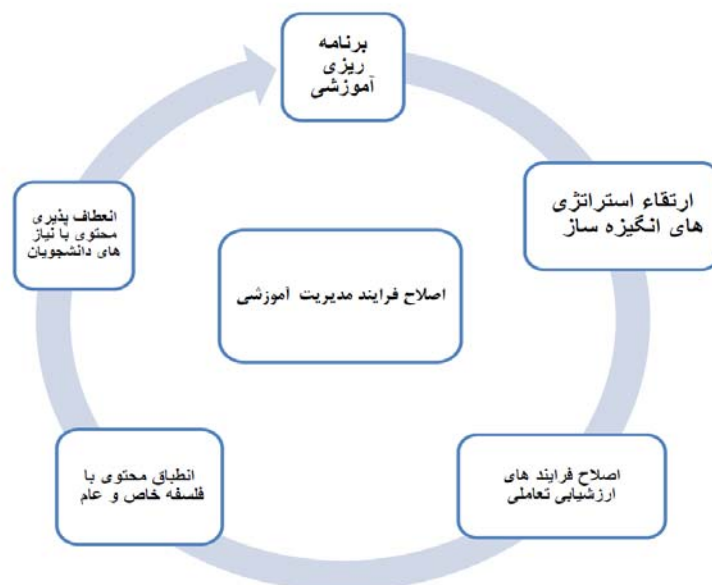 برنامه
ریزی
آموزشی
ارتقاء استراتژی
های انگیزه ساز
انعطاف پذیری
محتوی با نیاز
های دانشجویان
اصلاح فرایند مدیریت آموزشی
اصلاح فرایند های
ارزشیابی تعاملی
انطباق محتوی با
فلسفه خاص و عام